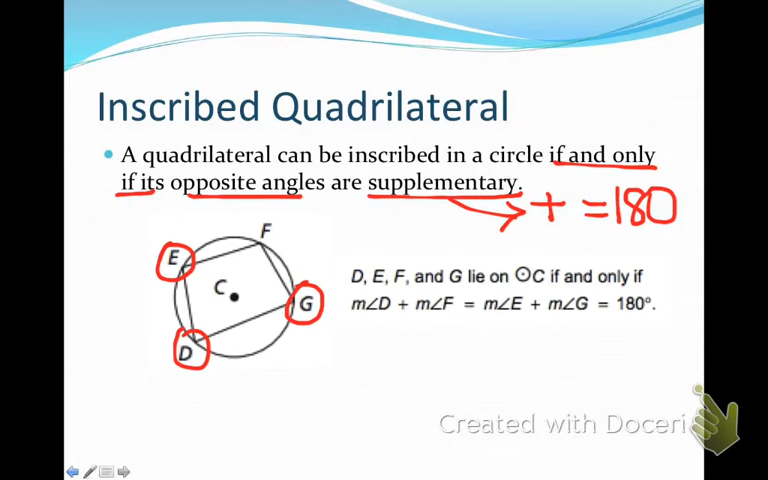 Inscribed Quadrilateral
• A quadrilateral can be inscribed in a circle if and only
if its opposite angles are supplementary.
+ = 180
F
E
C
G
D
D, E, F, and G lie on ⊙C if and only if
m∠D + m∠F = m∠E + m∠G = 180°.
Created with Doceri